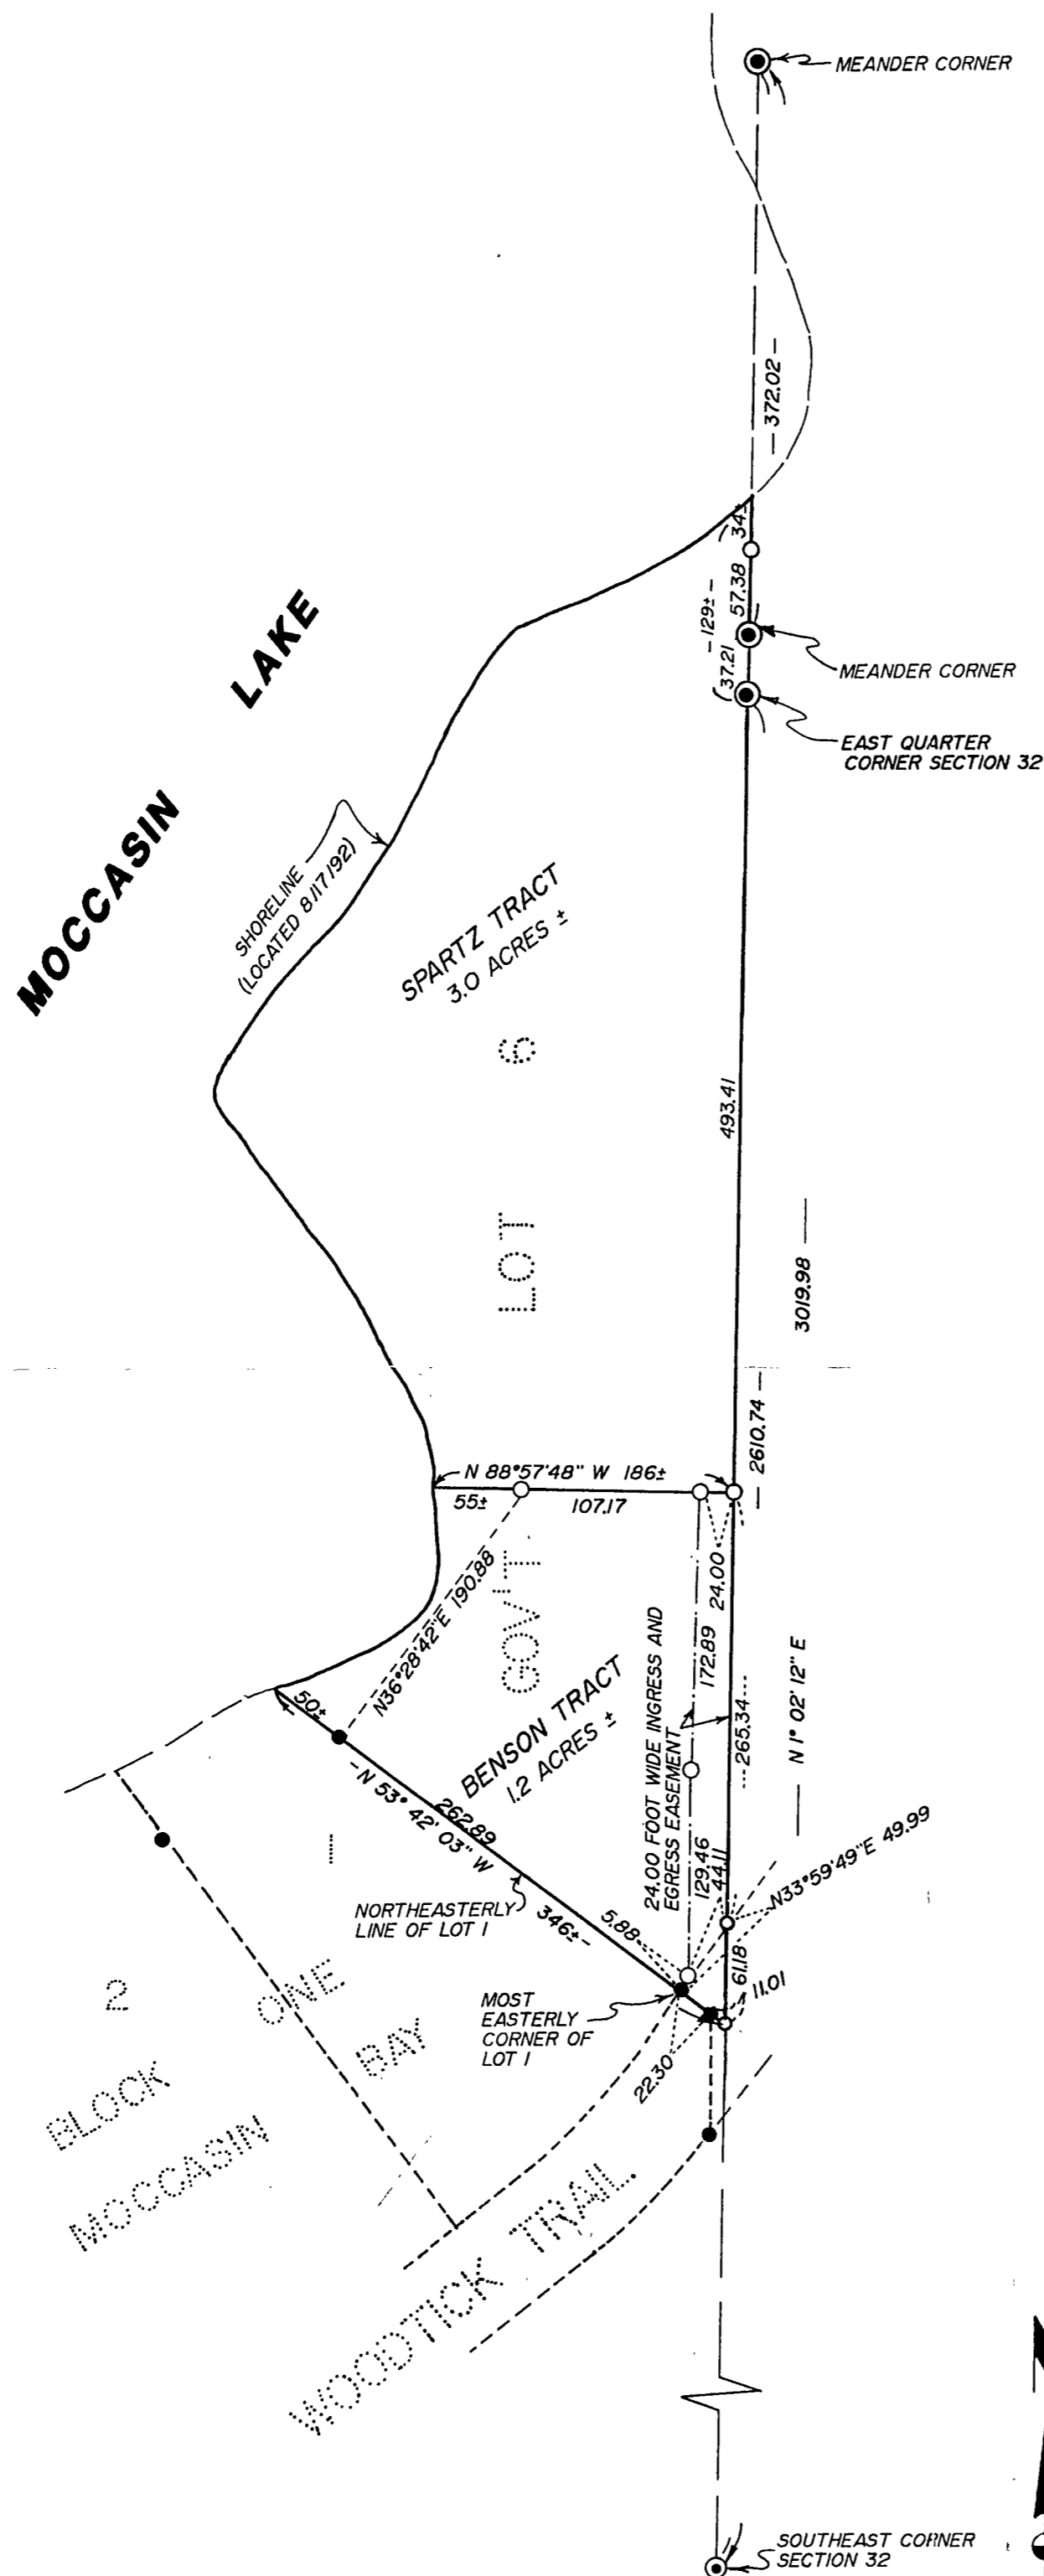 MEANDER CORNER
— 372.02 —
34±
57.38
— 129± —
37.21
MEANDER CORNER
EAST QUARTER
CORNER SECTION 32
MOCCASIN LAKE
SHORELINE
(LOCATED 8/17/92)
SPARTZ TRACT
3.0 ACRES ±
493.41
GOV'T. LOT 6
3019.98
— 2610.74 —
N 88°57'48" W 186±
55±
107.17
24.00
172.89
N36°28'42"E 190.88
24.00 FOOT WIDE INGRESS AND
EGRESS EASEMENT
265.34
N 1° 02' 12" E
50±
BENSON TRACT
1.2 ACRES ±
N 53° 42' 03" W
262.89
346±
129.46
44.11
N33°59'49"E 49.99
NORTHEASTERLY
LINE OF LOT 1
5.88
61.18
11.01
22.30
MOST
EASTERLY
CORNER OF
LOT 1
1
2
BLOCK ONE
MOCCASIN BAY
WOODTICK TRAIL
SOUTHEAST CORNER
SECTION 32